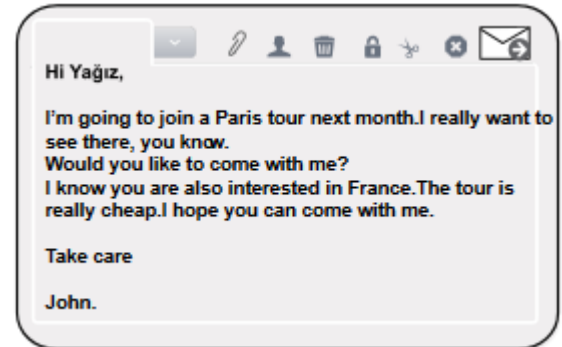 Hi Yağız,
I'm going to join a Paris tour next month.I really want to
see there, you know.
Would you like to come with me?
I know you are also interested in France.The tour is
really cheap.I hope you can come with me.
Take care
John.